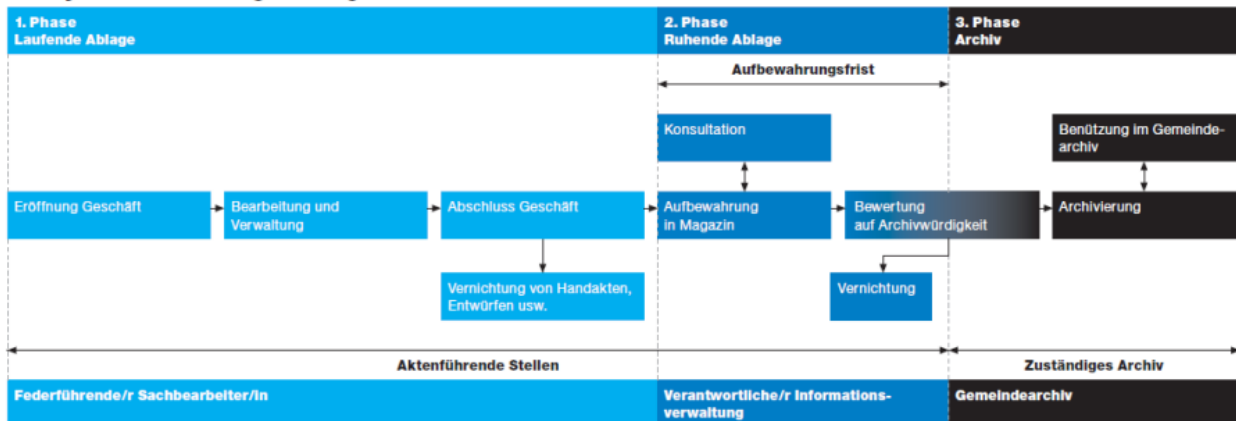 1. Phase
Laufende Ablage
2. Phase
Ruhende Ablage
3. Phase
Archiv
Aufbewahrungsfrist
Konsultation
Benützung im Gemeinde-
archiv
Eröffnung Geschäft
Bearbeitung und
Verwaltung
Abschluss Geschäft
Aufbewahrung
in Magazin
Bewertung
auf Archivwürdigkeit
Archivierung
Vernichtung von Handakten,
Entwürfen usw.
Vernichtung
Aktenführende Stellen
Zuständiges Archiv
Federführende/r Sachbearbeiter/in
Verantwortliche/r Informations-
verwaltung
Gemeindearchiv